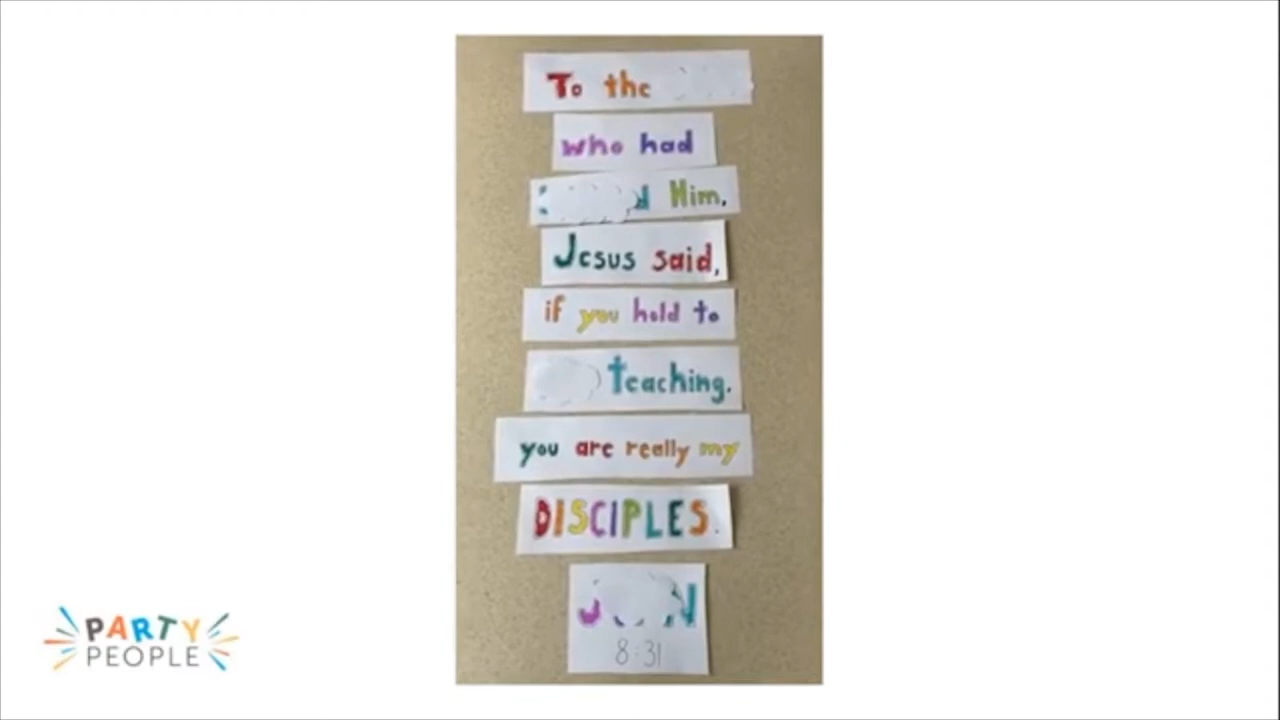 To the
who had
Him.
Jesus said,
if you hold to
teaching.
you are really my
DISCIPLES.
8:31
PARTY
PEOPLE